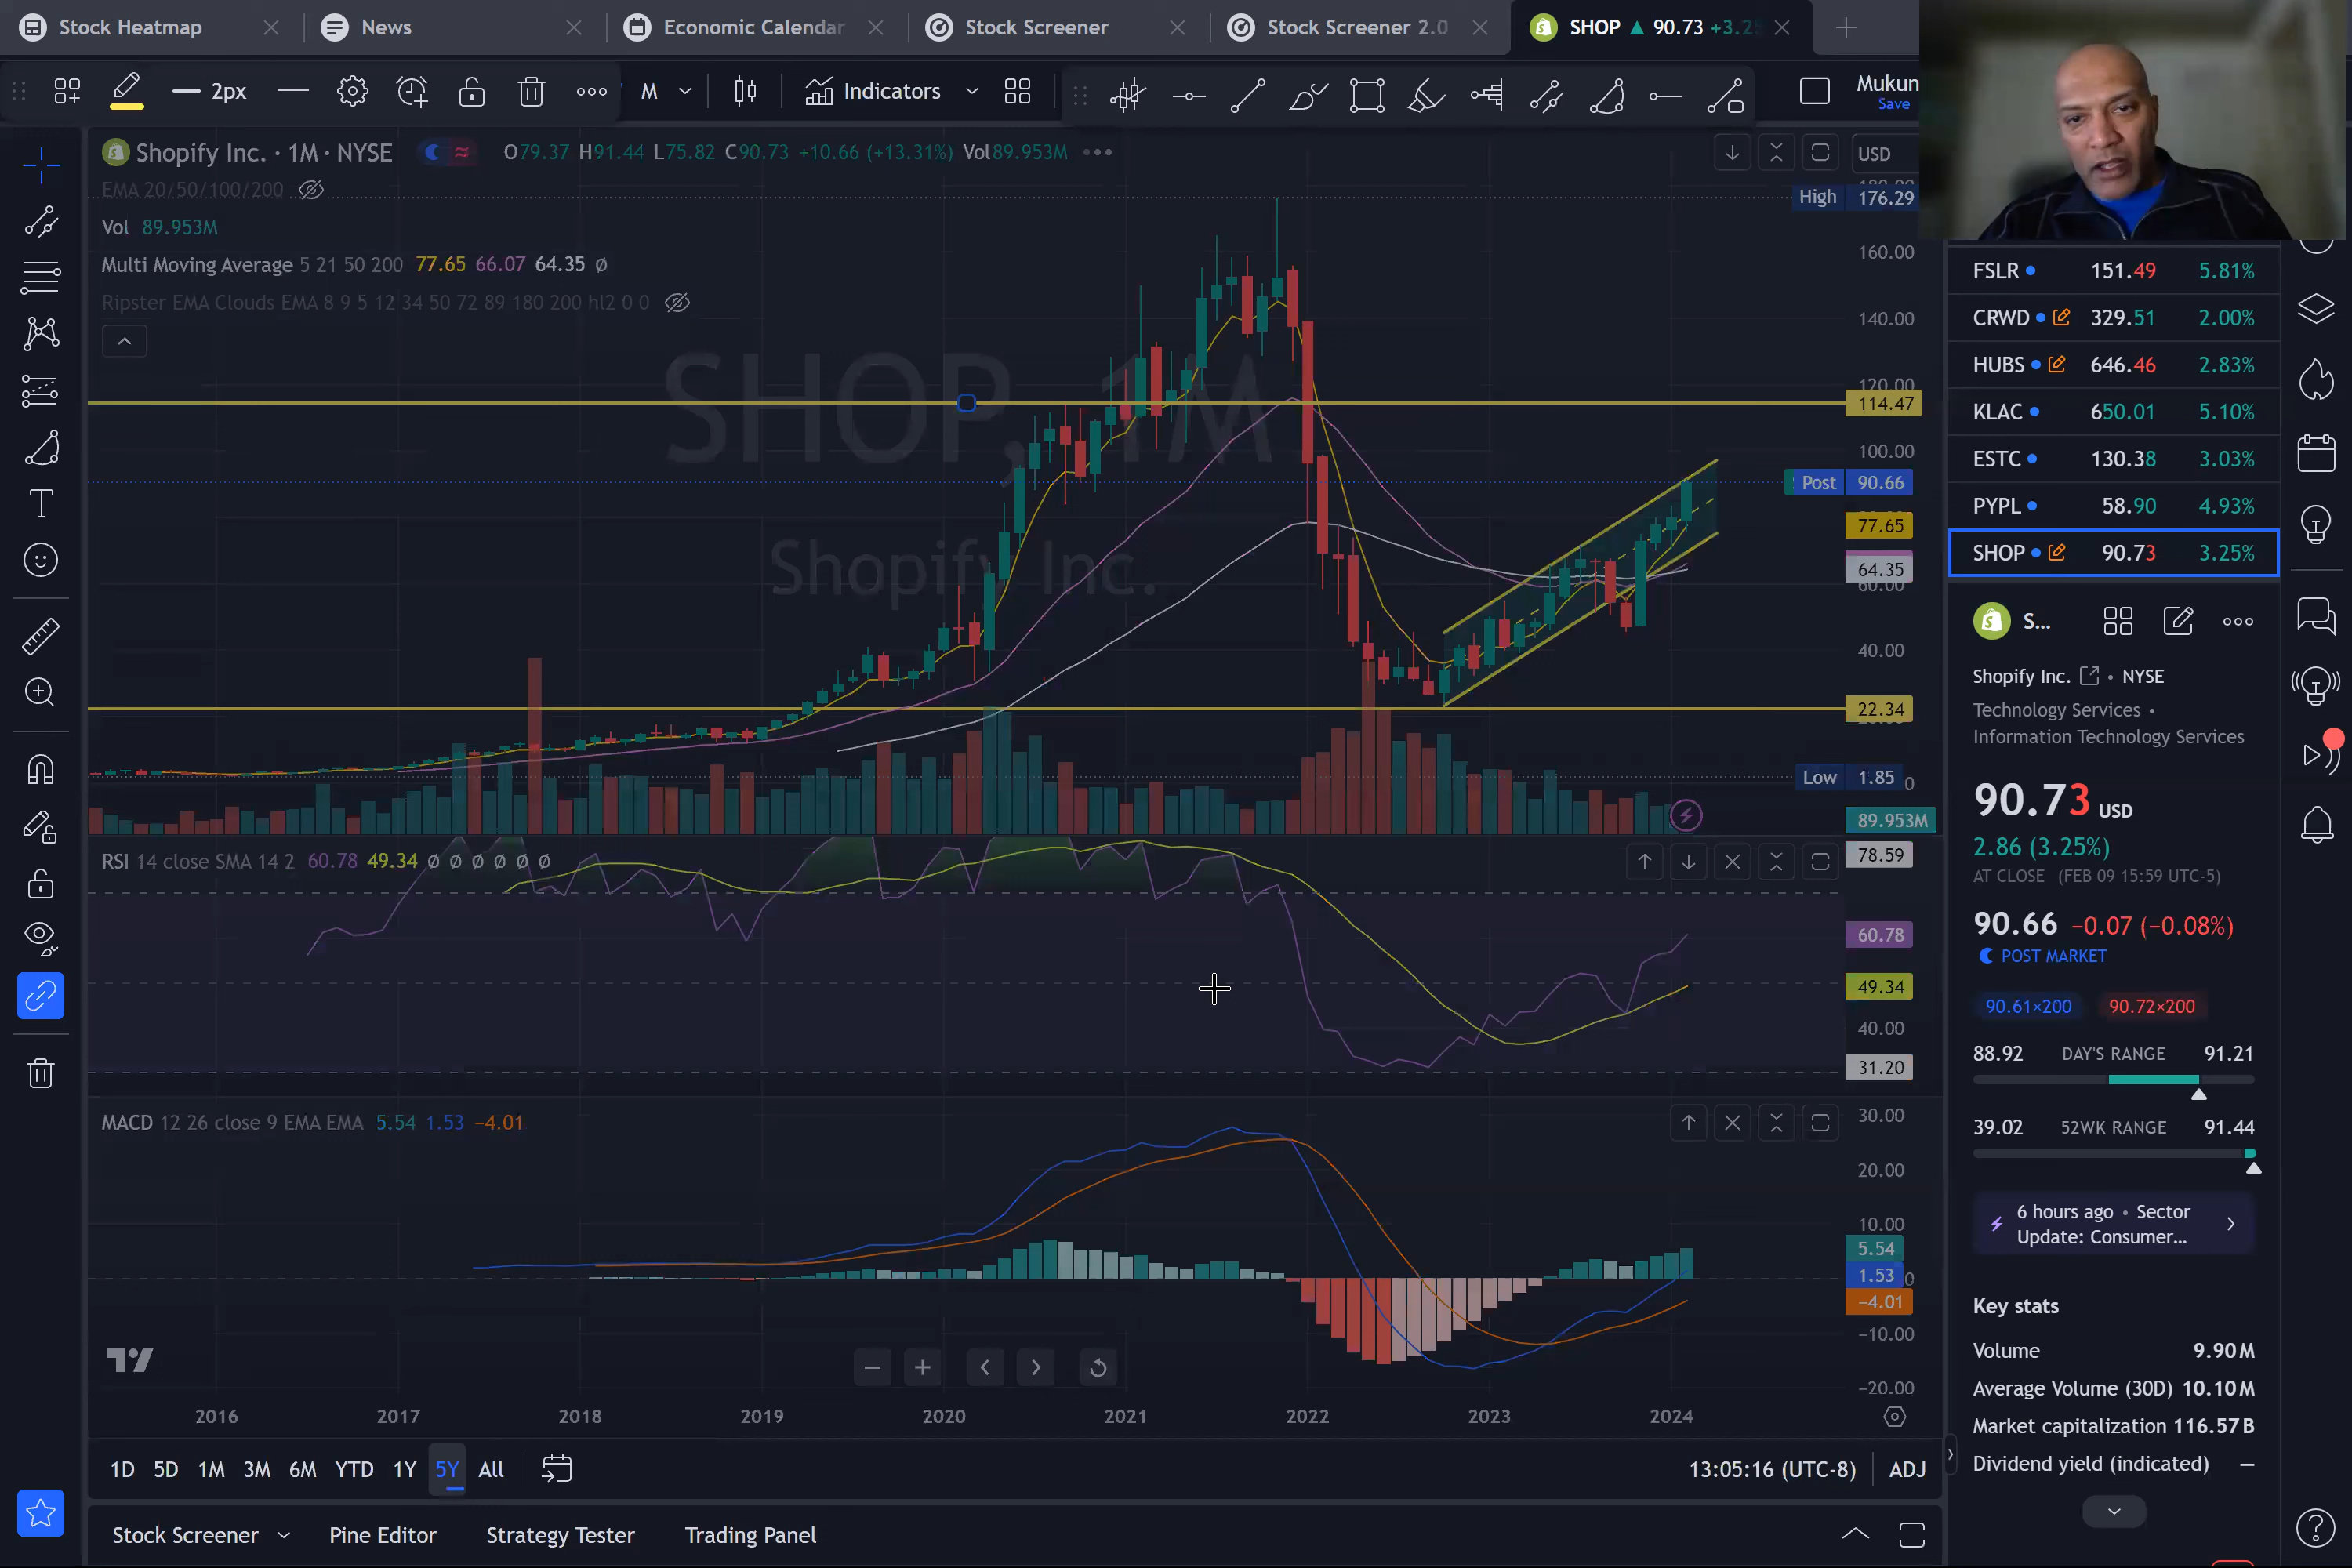 Stock Heatmap
News
Economic Calendar
Stock Screener
Stock Screener 2.0
SHOP 90.73 +3.2
2px
M
Indicators
Mukun
Save
Shopify Inc. · 1M · NYSE
O79.37 H91.44 L75.82 C90.73 +10.66 (+13.31%) Vol89.953M
USD
EMA 20/50/100/200
Vol 89.953M
Multi Moving Average 5 21 50 200 77.65 66.07 64.35 ø
Ripster EMA Clouds EMA 8 9 5 12 34 50 72 89 180 200 hl2 0 0
SHOP, 1M
Shopify Inc.
High 176.29
160.00
140.00
120.00
114.47
100.00
Post 90.66
77.65
64.35
60.00
40.00
22.34
Low 1.85
0
89.953M
RSI 14 close SMA 14 2 60.78 49.34 ø ø ø ø ø ø
78.59
60.78
49.34
40.00
31.20
MACD 12 26 close 9 EMA EMA 5.54 1.53 −4.01
30.00
20.00
10.00
5.54
1.53
0
−4.01
−10.00
−20.00
2016 2017 2018 2019 2020 2021 2022 2023 2024
1D 5D 1M 3M 6M YTD 1Y 5Y All
13:05:16 (UTC-8) ADJ
Stock Screener Pine Editor Strategy Tester Trading Panel
FSLR 151.49 5.81%
CRWD 329.51 2.00%
HUBS 646.46 2.83%
KLAC 650.01 5.10%
ESTC 130.38 3.03%
PYPL 58.90 4.93%
SHOP 90.73 3.25%
S...
Shopify Inc. • NYSE
Technology Services •
Information Technology Services
90.73 USD
2.86 (3.25%)
AT CLOSE (FEB 09 15:59 UTC-5)
90.66 −0.07 (−0.08%)
POST MARKET
90.61×200 90.72×200
88.92 DAY'S RANGE 91.21
39.02 52WK RANGE 91.44
6 hours ago • Sector
Update: Consumer...
Key stats
Volume 9.90M
Average Volume (30D) 10.10M
Market capitalization 116.57B
Dividend yield (indicated) —